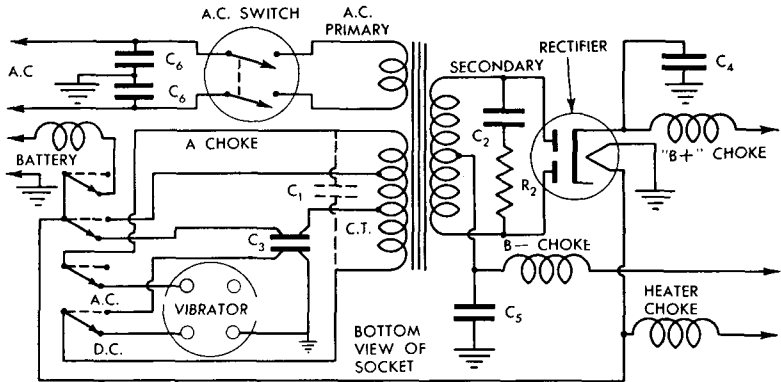 A.C. SWITCH
A.C.
PRIMARY
RECTIFIER
SECONDARY
C6
C4
A.C
C6
C2
A CHOKE
BATTERY
"B+" CHOKE
C1
R2
C3
C.T.
B— CHOKE
A.C.
VIBRATOR
HEATER
CHOKE
C5
D.C.
BOTTOM
VIEW OF
SOCKET